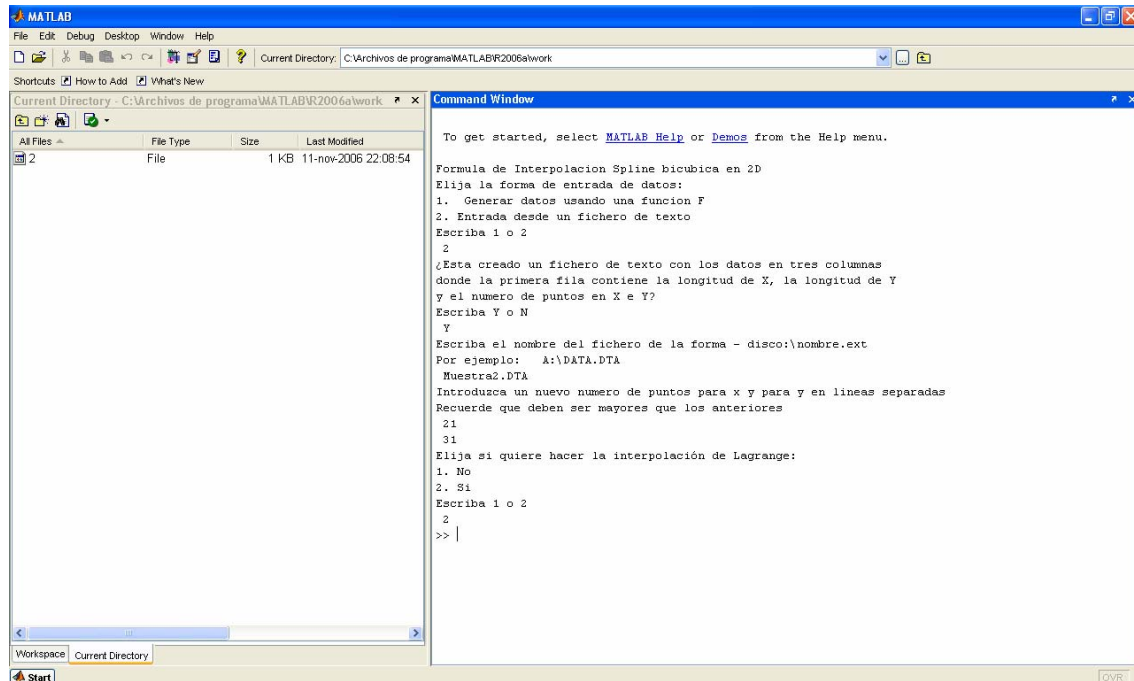 MATLAB
File Edit Debug Desktop Window Help
Current Directory: C:\Archivos de programa\MATLAB\R2006a\work
Shortcuts How to Add What's New
Current Directory - C:\Archivos de programa\MATLAB\R2006a\work
All Files File Type Size Last Modified
2 File 1 KB 11-nov-2006 22:08:54
Workspace Current Directory
Command Window
To get started, select MATLAB Help or Demos from the Help menu.
Formula de Interpolacion Spline bicubica en 2D
Elija la forma de entrada de datos:
1. Generar datos usando una funcion F
2. Entrada desde un fichero de texto
Escriba 1 o 2
2
¿Esta creado un fichero de texto con los datos en tres columnas
donde la primera fila contiene la longitud de X, la longitud de Y
y el numero de puntos en X e Y?
Escriba Y o N
Y
Escriba el nombre del fichero de la forma - disco:\nombre.ext
Por ejemplo: A:\DATA.DTA
Muestra2.DTA
Introduzca un nuevo numero de puntos para x y para y en lineas separadas
Recuerde que deben ser mayores que los anteriores
21
31
Elija si quiere hacer la interpolación de Lagrange:
1. No
2. Si
Escriba 1 o 2
2
>>
Start
OVR